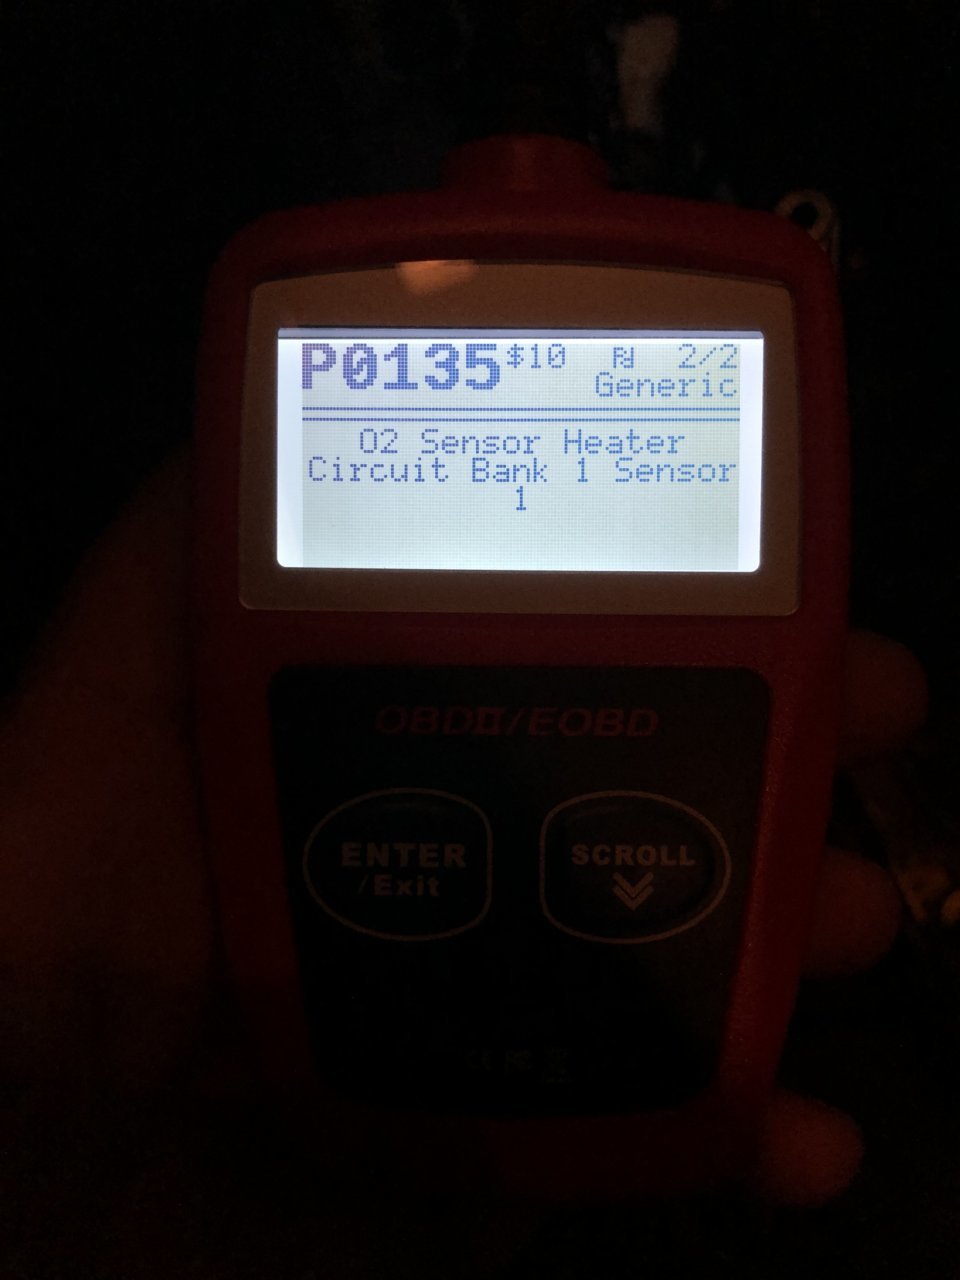 P0135 $10 2/2
Generic
O2 Sensor Heater
Circuit Bank 1 Sensor
1
OBDII/EOBD
ENTER
/Exit
SCROLL